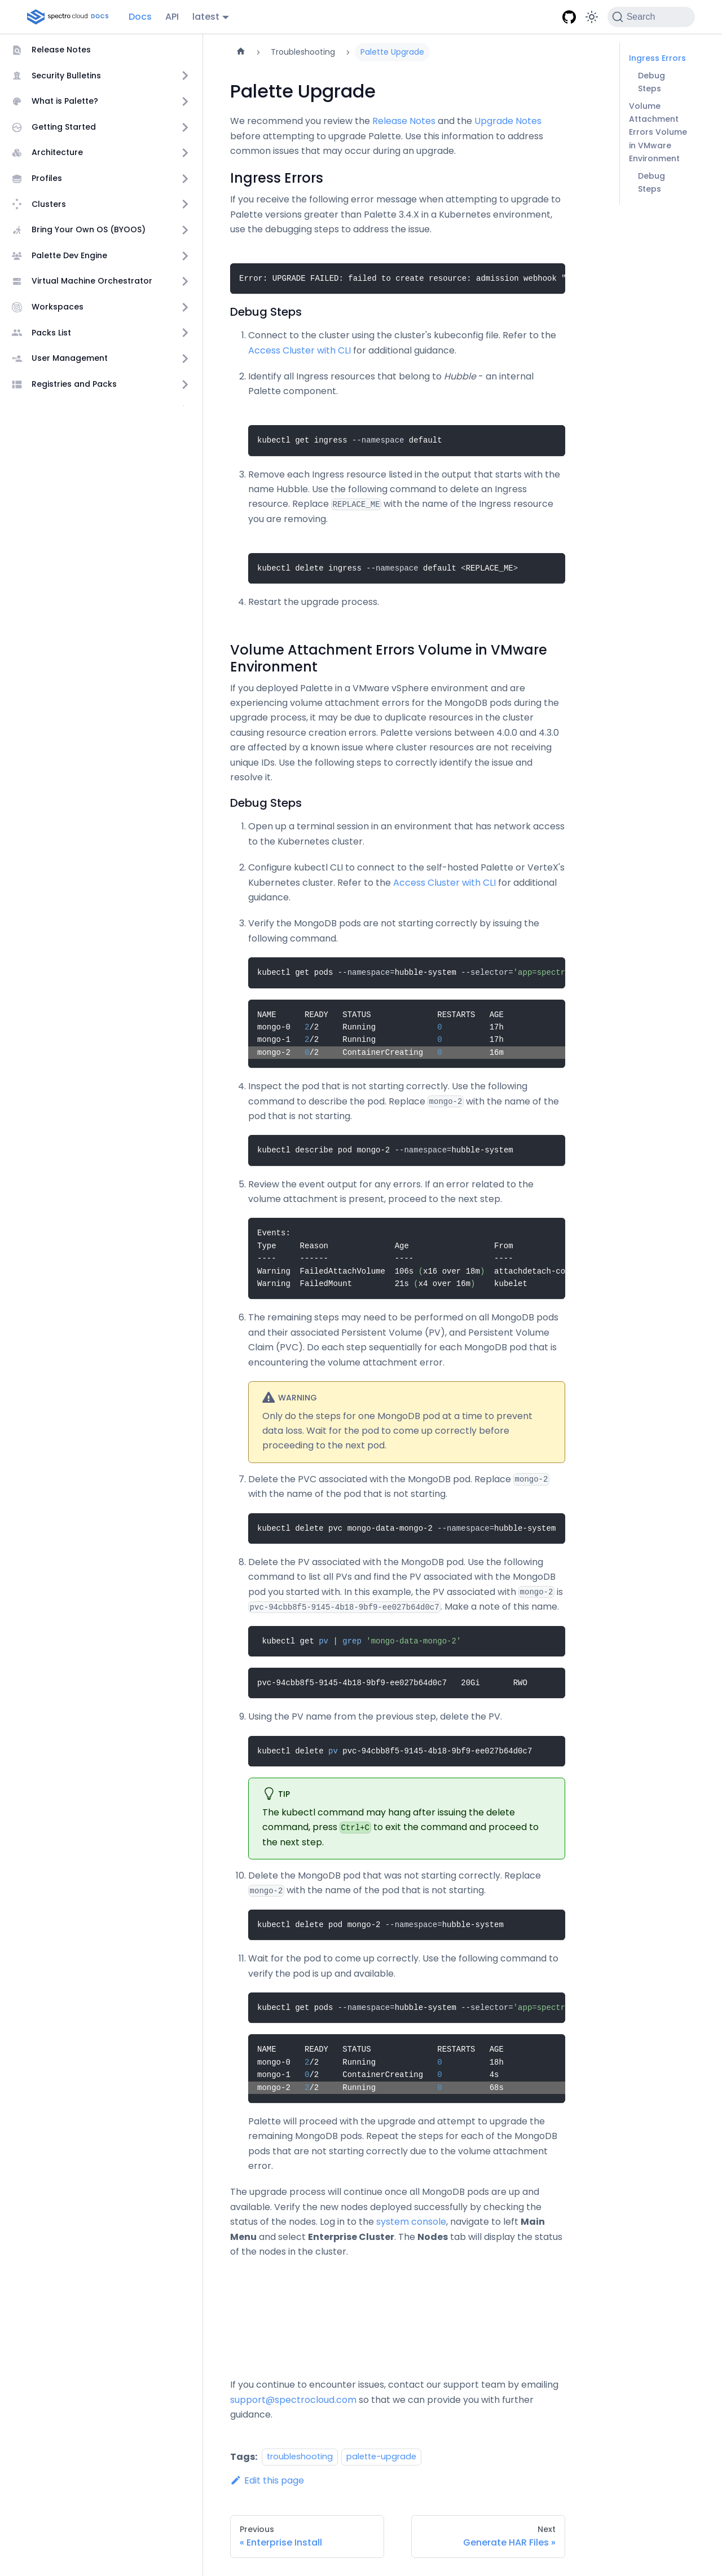 spectro cloud DOCS
Docs
API
latest
Search
Release Notes
Security Bulletins
What is Palette?
Getting Started
Architecture
Profiles
Clusters
Bring Your Own OS (BYOOS)
Palette Dev Engine
Virtual Machine Orchestrator
Workspaces
Packs List
User Management
Registries and Packs
Troubleshooting
Palette Upgrade
Palette Upgrade
We recommend you review the Release Notes and the Upgrade Notes
before attempting to upgrade Palette. Use this information to address
common issues that may occur during an upgrade.
Ingress Errors
If you receive the following error message when attempting to upgrade to
Palette versions greater than Palette 3.4.X in a Kubernetes environment,
use the debugging steps to address the issue.
Error: UPGRADE FAILED: failed to create resource: admission webhook "
Debug Steps
1. Connect to the cluster using the cluster's kubeconfig file. Refer to the
Access Cluster with CLI for additional guidance.
2. Identify all Ingress resources that belong to Hubble - an internal
Palette component.
kubectl get ingress --namespace default
3. Remove each Ingress resource listed in the output that starts with the
name Hubble. Use the following command to delete an Ingress
resource. Replace REPLACE_ME with the name of the Ingress resource
you are removing.
kubectl delete ingress --namespace default <REPLACE_ME>
4. Restart the upgrade process.
Volume Attachment Errors Volume in VMware
Environment
If you deployed Palette in a VMware vSphere environment and are
experiencing volume attachment errors for the MongoDB pods during the
upgrade process, it may be due to duplicate resources in the cluster
causing resource creation errors. Palette versions between 4.0.0 and 4.3.0
are affected by a known issue where cluster resources are not receiving
unique IDs. Use the following steps to correctly identify the issue and
resolve it.
Debug Steps
1. Open up a terminal session in an environment that has network access
to the Kubernetes cluster.
2. Configure kubectl CLI to connect to the self-hosted Palette or VerteX's
Kubernetes cluster. Refer to the Access Cluster with CLI for additional
guidance.
3. Verify the MongoDB pods are not starting correctly by issuing the
following command.
kubectl get pods --namespace=hubble-system --selector='app=spectr
NAME READY STATUS RESTARTS AGE
mongo-0 2/2 Running 0 17h
mongo-1 2/2 Running 0 17h
mongo-2 0/2 ContainerCreating 0 16m
4. Inspect the pod that is not starting correctly. Use the following
command to describe the pod. Replace mongo-2 with the name of the
pod that is not starting.
kubectl describe pod mongo-2 --namespace=hubble-system
5. Review the event output for any errors. If an error related to the
volume attachment is present, proceed to the next step.
Events:
Type Reason Age From
---- ------ ---- ----
Warning FailedAttachVolume 106s (x16 over 18m) attachdetach-co
Warning FailedMount 21s (x4 over 16m) kubelet
6. The remaining steps may need to be performed on all MongoDB pods
and their associated Persistent Volume (PV), and Persistent Volume
Claim (PVC). Do each step sequentially for each MongoDB pod that is
encountering the volume attachment error.
WARNING
Only do the steps for one MongoDB pod at a time to prevent
data loss. Wait for the pod to come up correctly before
proceeding to the next pod.
7. Delete the PVC associated with the MongoDB pod. Replace mongo-2
with the name of the pod that is not starting.
kubectl delete pvc mongo-data-mongo-2 --namespace=hubble-system
8. Delete the PV associated with the MongoDB pod. Use the following
command to list all PVs and find the PV associated with the MongoDB
pod you started with. In this example, the PV associated with mongo-2 is
pvc-94cbb8f5-9145-4b18-9bf9-ee027b64d0c7. Make a note of this name.
kubectl get pv | grep 'mongo-data-mongo-2'
pvc-94cbb8f5-9145-4b18-9bf9-ee027b64d0c7 20Gi RWO
9. Using the PV name from the previous step, delete the PV.
kubectl delete pv pvc-94cbb8f5-9145-4b18-9bf9-ee027b64d0c7
TIP
The kubectl command may hang after issuing the delete
command, press Ctrl+C to exit the command and proceed to
the next step.
10. Delete the MongoDB pod that was not starting correctly. Replace
mongo-2 with the name of the pod that is not starting.
kubectl delete pod mongo-2 --namespace=hubble-system
11. Wait for the pod to come up correctly. Use the following command to
verify the pod is up and available.
kubectl get pods --namespace=hubble-system --selector='app=spectr
NAME READY STATUS RESTARTS AGE
mongo-0 2/2 Running 0 18h
mongo-1 0/2 ContainerCreating 0 4s
mongo-2 2/2 Running 0 68s
Palette will proceed with the upgrade and attempt to upgrade the
remaining MongoDB pods. Repeat the steps for each of the MongoDB
pods that are not starting correctly due to the volume attachment
error.
The upgrade process will continue once all MongoDB pods are up and
available. Verify the new nodes deployed successfully by checking the
status of the nodes. Log in to the system console, navigate to left Main
Menu and select Enterprise Cluster. The Nodes tab will display the status
of the nodes in the cluster.
If you continue to encounter issues, contact our support team by emailing
support@spectrocloud.com so that we can provide you with further
guidance.
Tags: troubleshooting palette-upgrade
Edit this page
Previous
« Enterprise Install
Next
Generate HAR Files »
Ingress Errors
Debug
Steps
Volume
Attachment
Errors Volume
in VMware
Environment
Debug
Steps